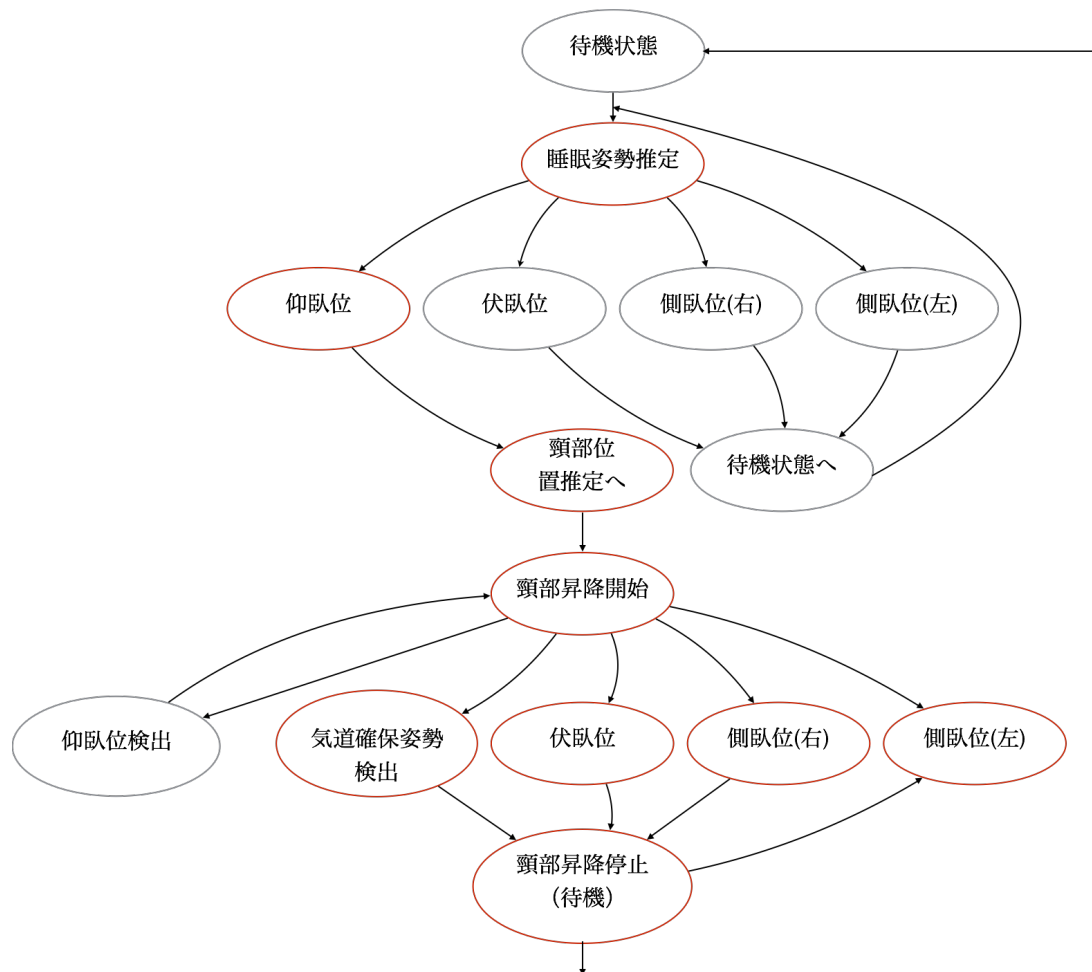 待機状態
睡眠姿勢推定
仰臥位
伏臥位
側臥位(右)
側臥位(左)
頸部位
置推定へ
待機状態へ
頸部昇降開始
仰臥位検出
気道確保姿勢
検出
伏臥位
側臥位(右)
側臥位(左)
頸部昇降停止
（待機）